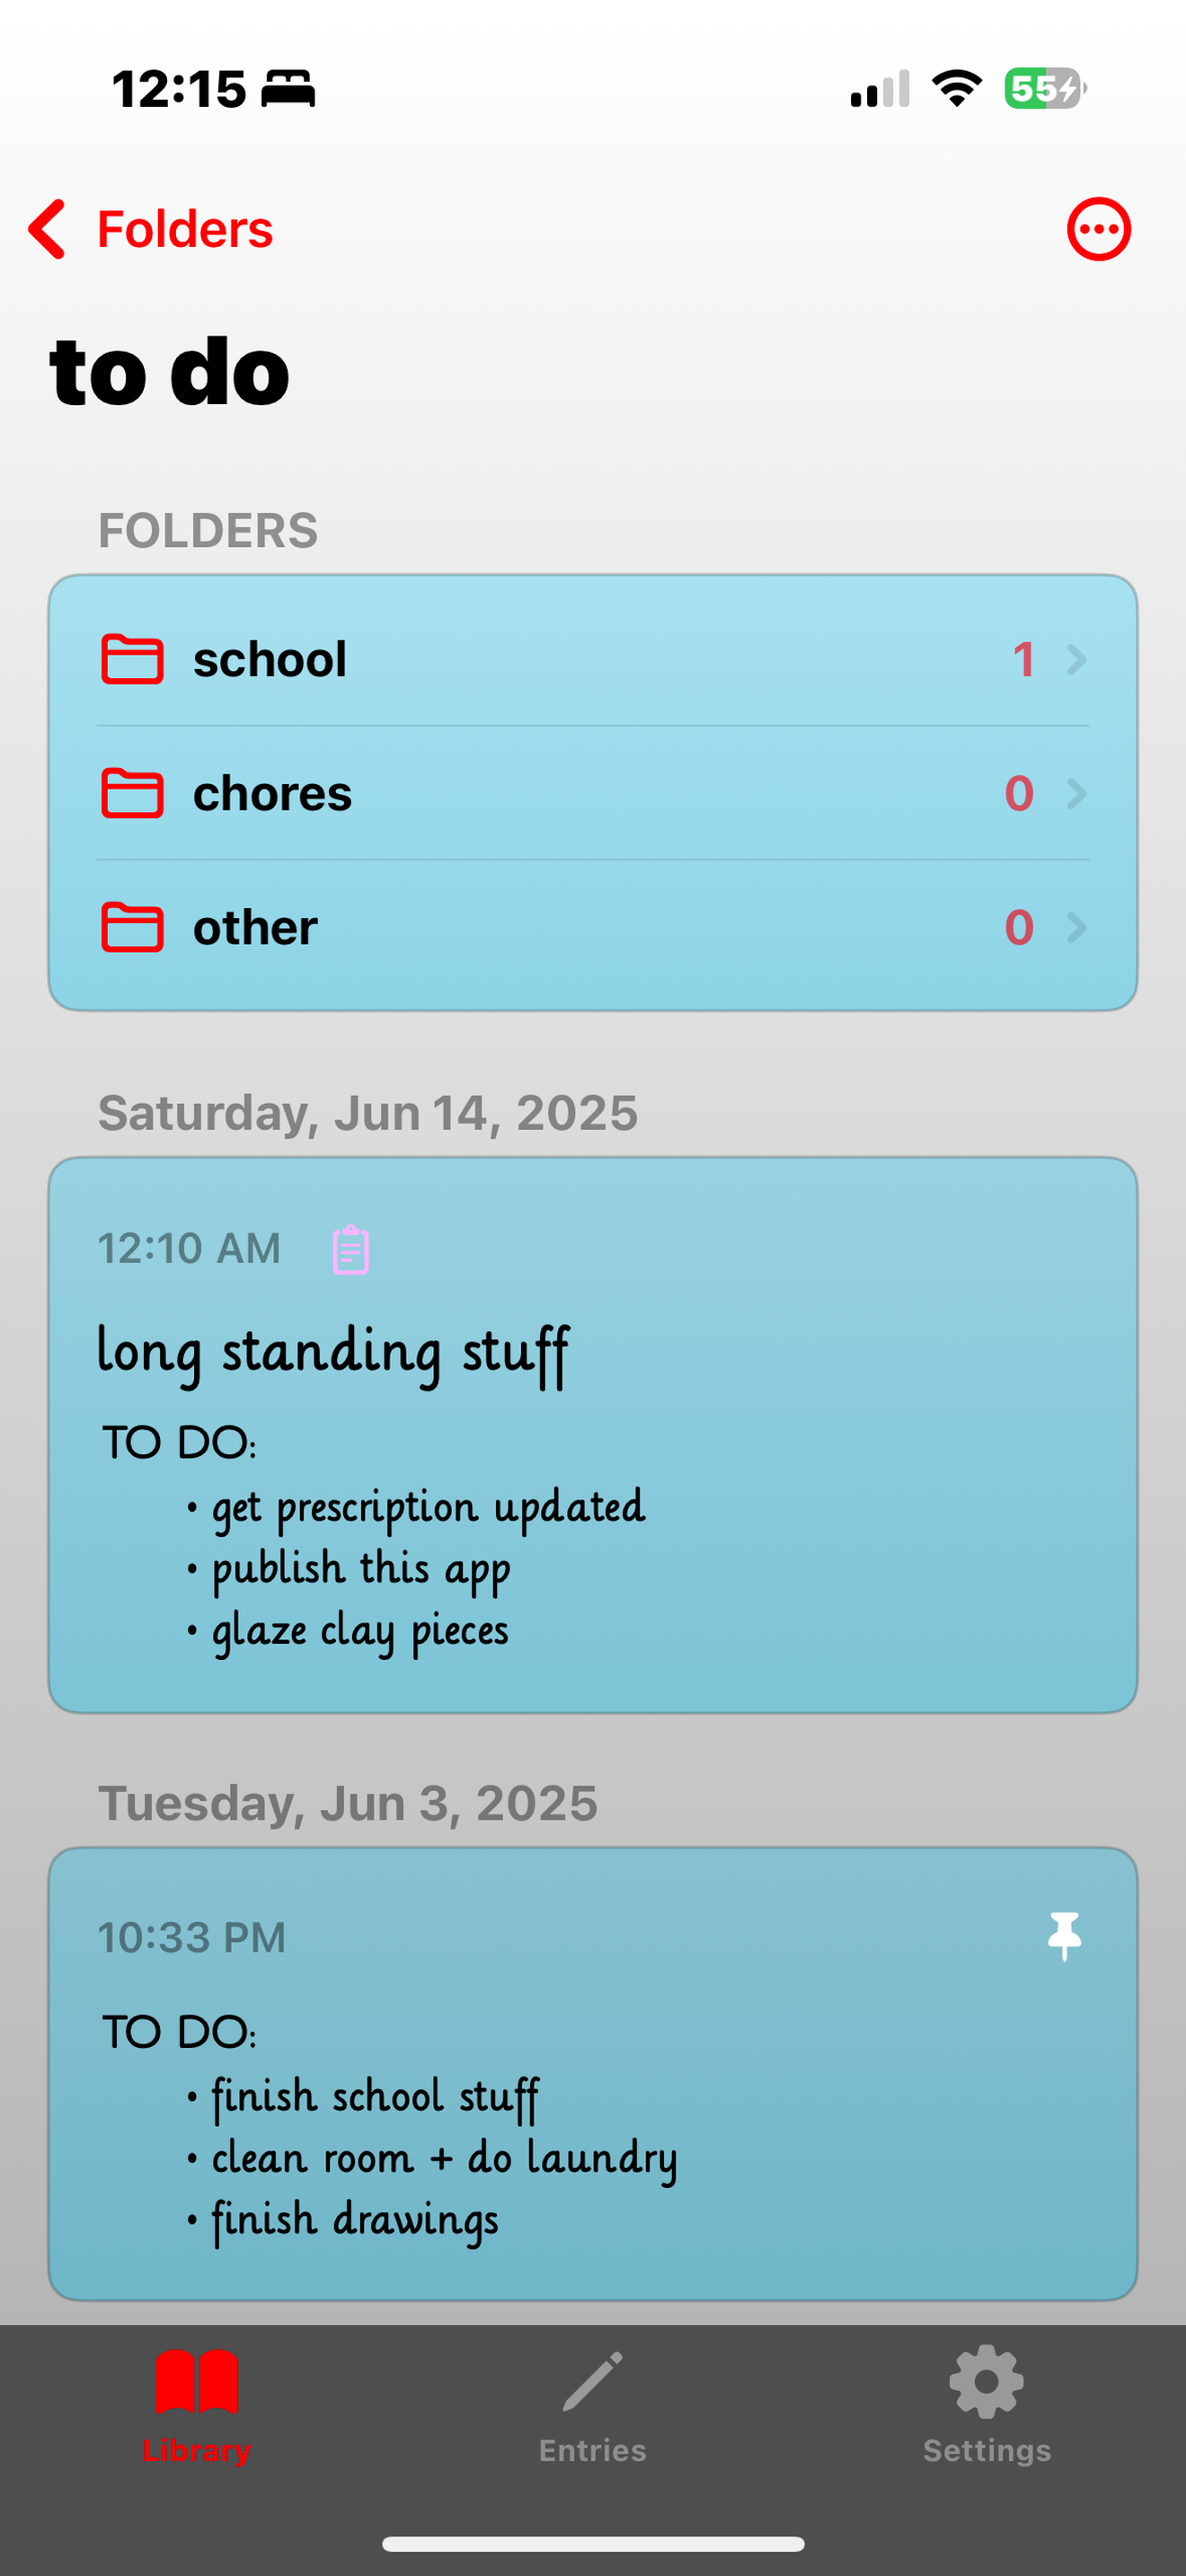 12:15
55
Folders
to do
FOLDERS
school 1
chores 0
other 0
Saturday, Jun 14, 2025
12:10 AM
long standing stuff
TO DO:
• get prescription updated
• publish this app
• glaze clay pieces
Tuesday, Jun 3, 2025
10:33 PM
TO DO:
• finish school stuff
• clean room + do laundry
• finish drawings
Library Entries Settings